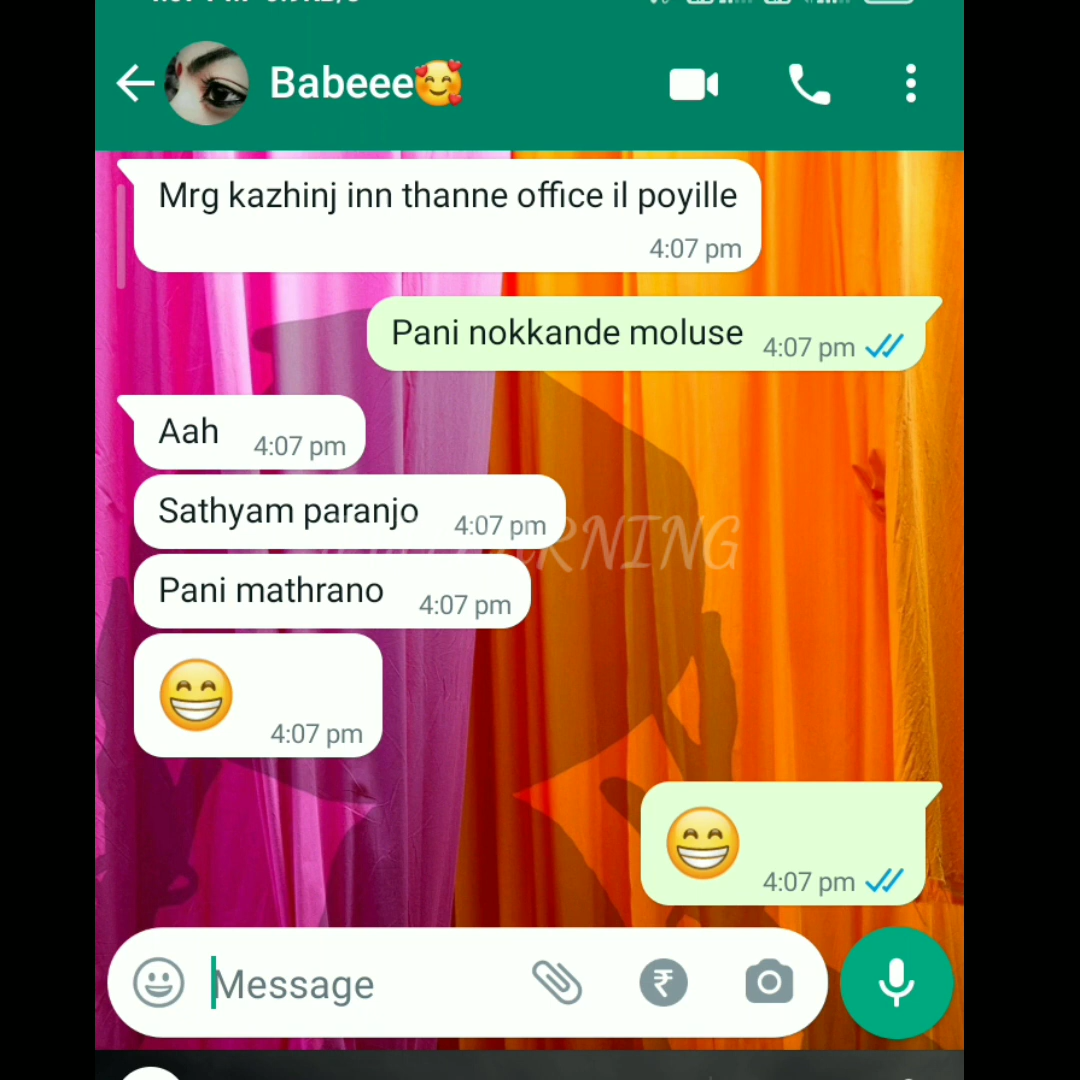 Babeee🥰
Mrg kazhinj inn thanne office il poyille
4:07 pm
Pani nokkande moluse 4:07 pm
Aah 4:07 pm
Sathyam paranjo 4:07 pm
RNING
Pani mathrano 4:07 pm
😁 4:07 pm
😁 4:07 pm
Message